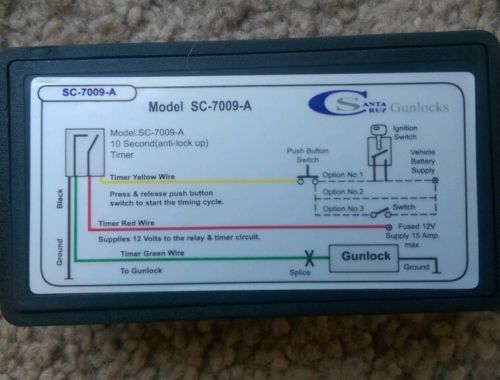 SC-7009-A
Model SC-7009-A
SANTA CRUZ Gunlocks
Model:SC-7009-A
10 Second(anti-lock up)
Timer
Ignition
Switch
Push Button
Switch
Vehicle
Battery
Supply
Timer Yellow Wire
Option No.1
Press & release push button
switch to start the timing cycle.
Option No.2
Option No.3
Switch
Black
Timer Red Wire
Fused 12V
Supply 15 Amp.
max.
Supplies 12 Volts to the relay & timer circuit.
Timer Green Wire
Ground
To Gunlock
Splice
Gunlock
Ground